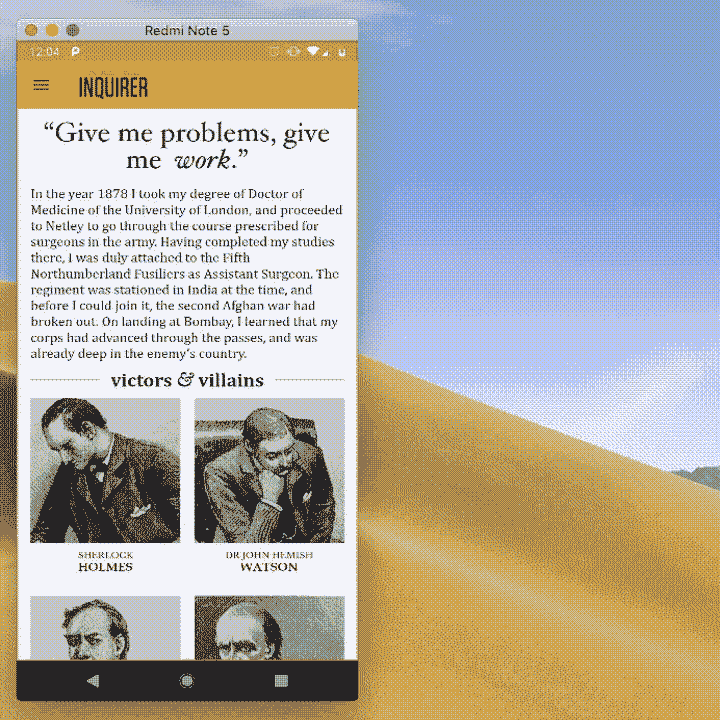 Redmi Note 5
12:04
INQUIRER
“Give me problems, give
me work.”
In the year 1878 I took my degree of Doctor of
Medicine of the University of London, and proceeded
to Netley to go through the course prescribed for
surgeons in the army. Having completed my studies
there, I was duly attached to the Fifth
Northumberland Fusiliers as Assistant Surgeon. The
regiment was stationed in India at the time, and
before I could join it, the second Afghan war had
broken out. On landing at Bombay, I learned that my
corps had advanced through the passes, and was
already deep in the enemy’s country.
victors & villains
SHERLOCK
HOLMES
DR JOHN HEMISH
WATSON